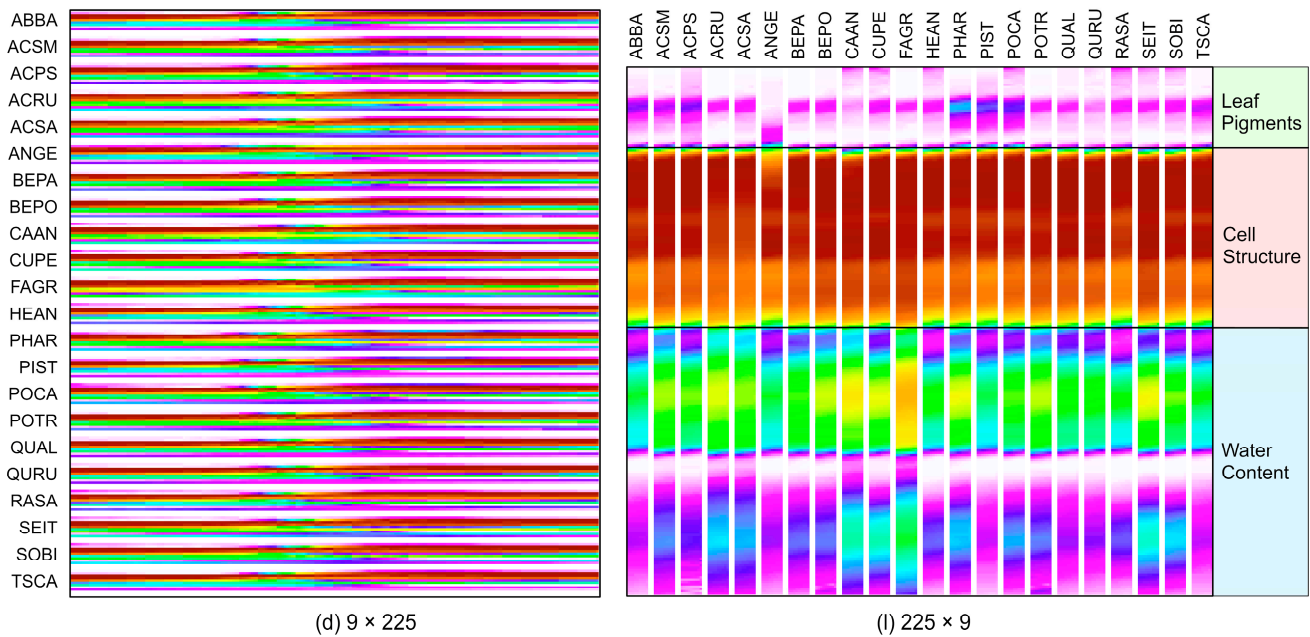 ABBA
ACSM
ACPS
ACRU
ACSA
ANGE
BEPA
BEPO
CAAN
CUPE
FAGR
HEAN
PHAR
PIST
POCA
POTR
QUAL
QURU
RASA
SEIT
SOBI
TSCA
(d) 9 × 225
ABBA
ACSM
ACPS
ACRU
ACSA
ANGE
BEPA
BEPO
CAAN
CUPE
FAGR
HEAN
PHAR
PIST
POCA
POTR
QUAL
QURU
RASA
SEIT
SOBI
TSCA
Leaf
Pigments
Cell
Structure
Water
Content
(l) 225 × 9